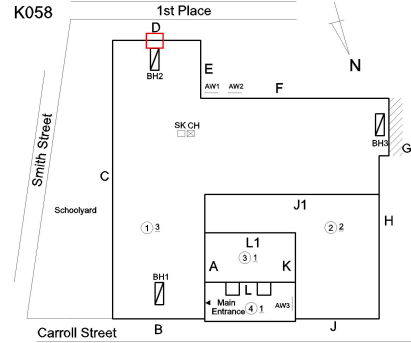 K058
1st Place
D
BH2
E
AW1 AW2
F
N
SK CH
BH3
G
Smith Street
C
Schoolyard
J1
H
1 3
2 2
L1
3 1
A
K
BH1
L
Main
Entrance
4 1
AW3
Carroll Street
B
J